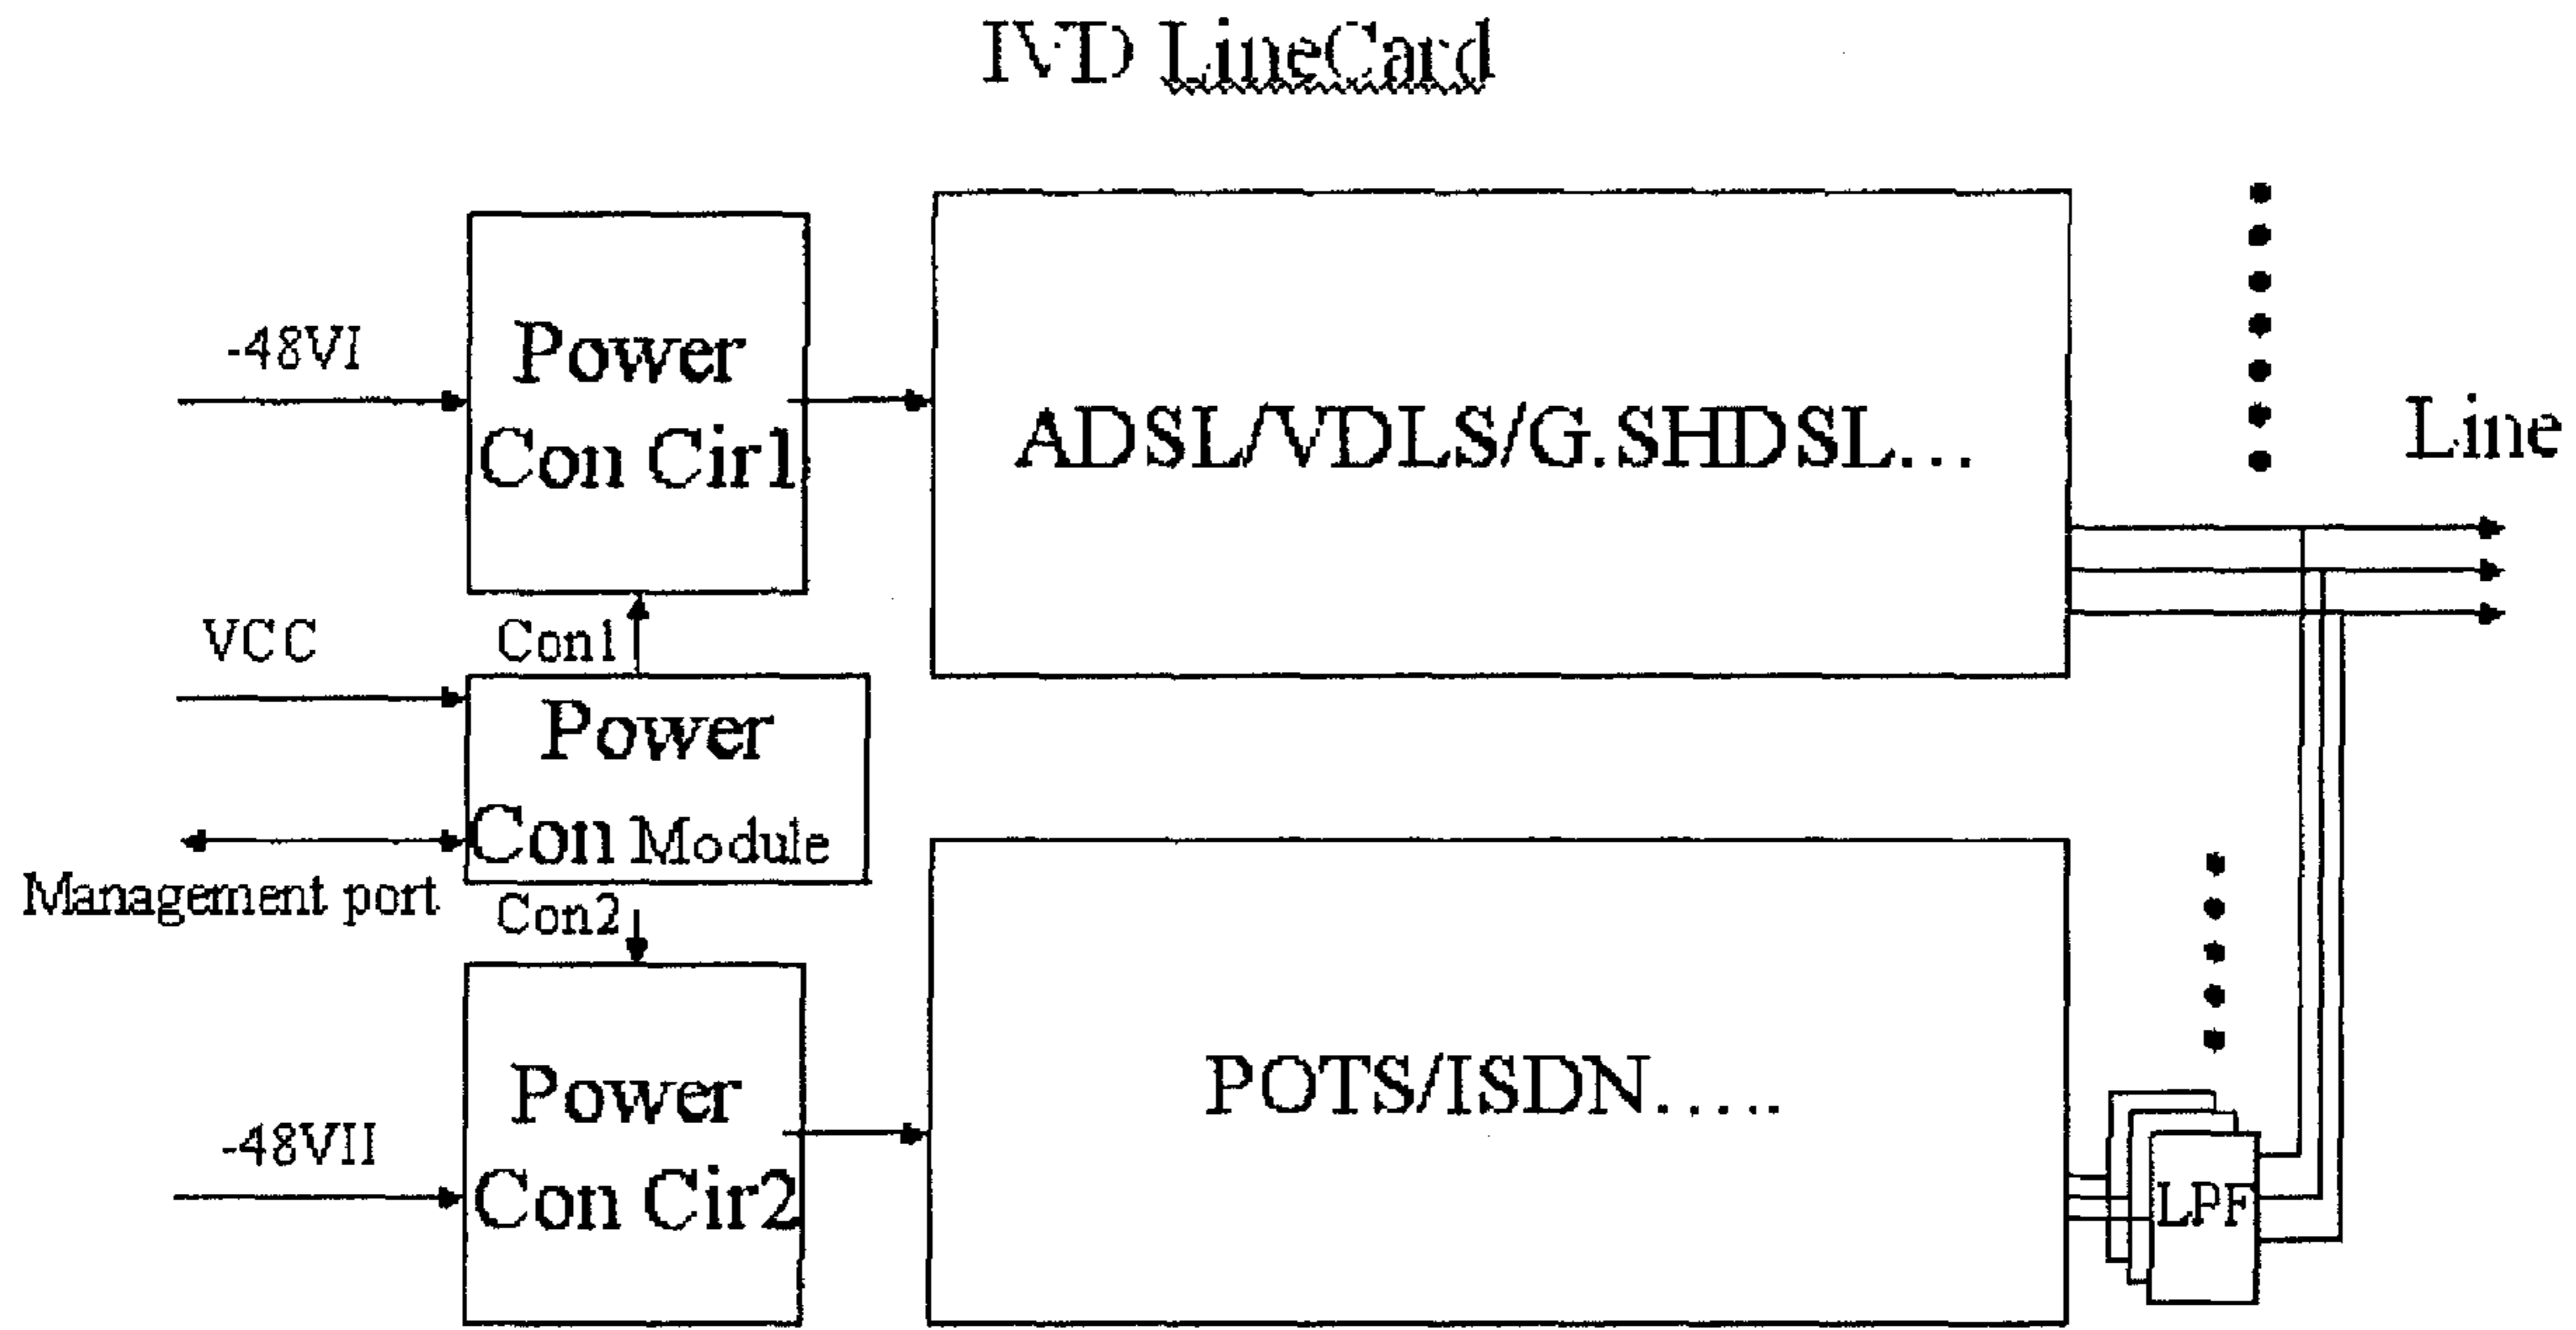 IVD LineCard
-48VI
Power
Con Cir1
ADSL/VDLS/G.SHDSL...
Line
VCC
Con1
Power
Con Module
Management port
Con2
-48VII
Power
Con Cir2
POTS/ISDN.....
LPF